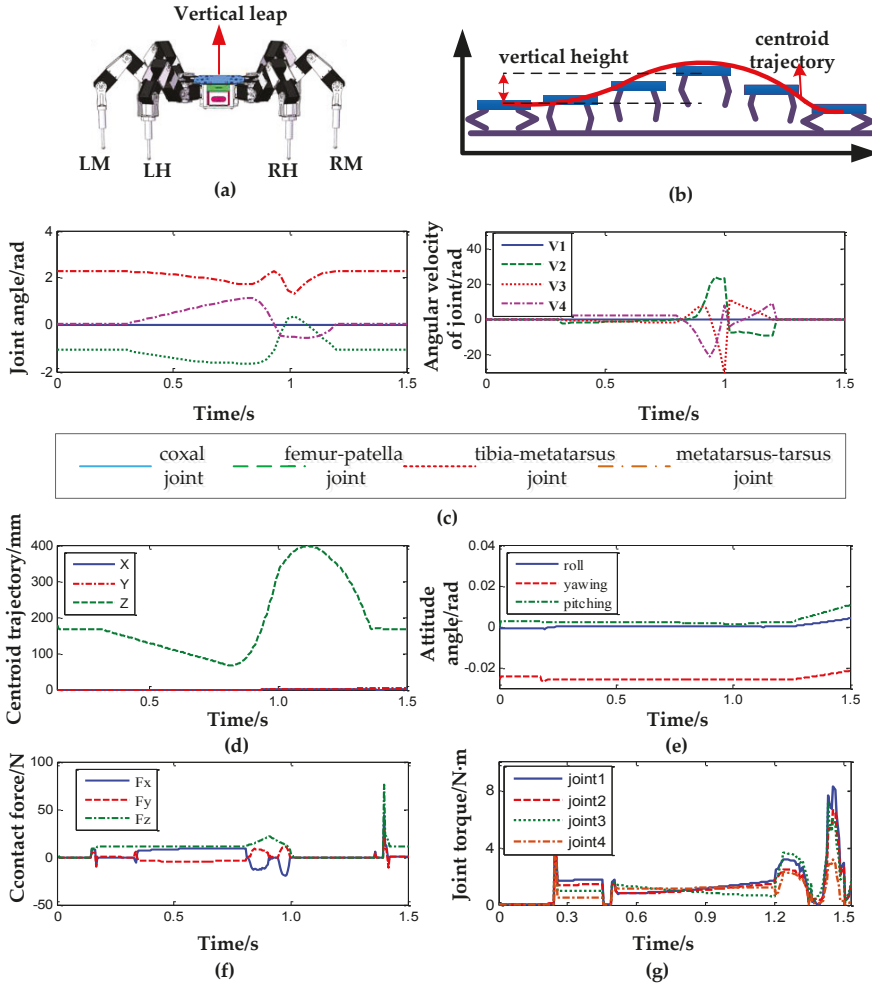 Vertical leap
LM
LH
RH
RM
(a)
vertical height
centroid
trajectory
(b)
Joint angle/rad
4
2
0
-2
0
0.5
1
1.5
Time/s
Angular velocity
of joint/rad
V1
V2
V3
V4
40
20
0
-20
0
0.5
1
1.5
Time/s
coxal
joint
femur-patella
joint
tibia-metatarsus
joint
metatarsus-tarsus
joint
(c)
Centroid trajectory/mm
400
300
200
100
0
X
Y
Z
0.5
1.0
1.5
Time/s
(d)
Attitude
angle/rad
0.04
0.02
0
-0.02
roll
yawing
pitching
0
0.5
1.0
1.5
Time/s
(e)
Ccontact force/N
100
50
0
-50
Fx
Fy
Fz
0
0.5
1.0
1.5
Time/s
(f)
Joint torque/N·m
8
4
0
joint1
joint2
joint3
joint4
0
0.3
0.6
0.9
1.2
1.5
Time/s
(g)